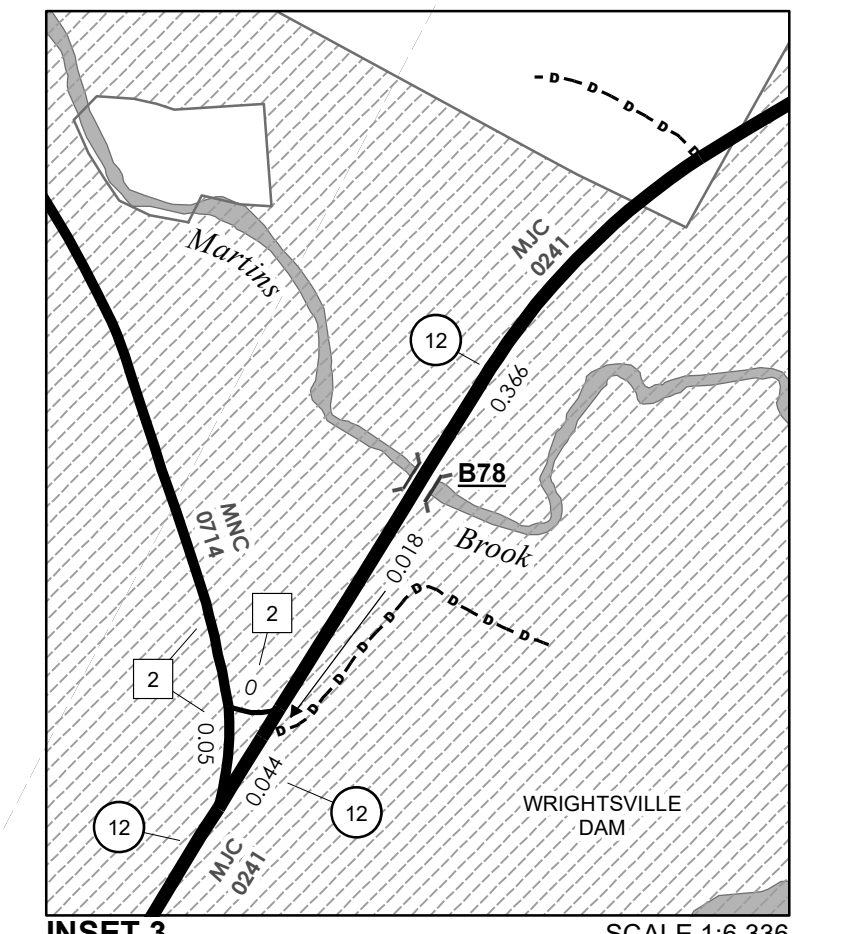 D D D D D
MJC
0241
Martins
12
0.366
B78
MNC
0714
0.018
Brook
D D D D D D D D D
2
2
0
0.05
0.044
12
12
WRIGHTSVILLE
DAM
MJC
0241
INSET 3
SCALE 1:6,336